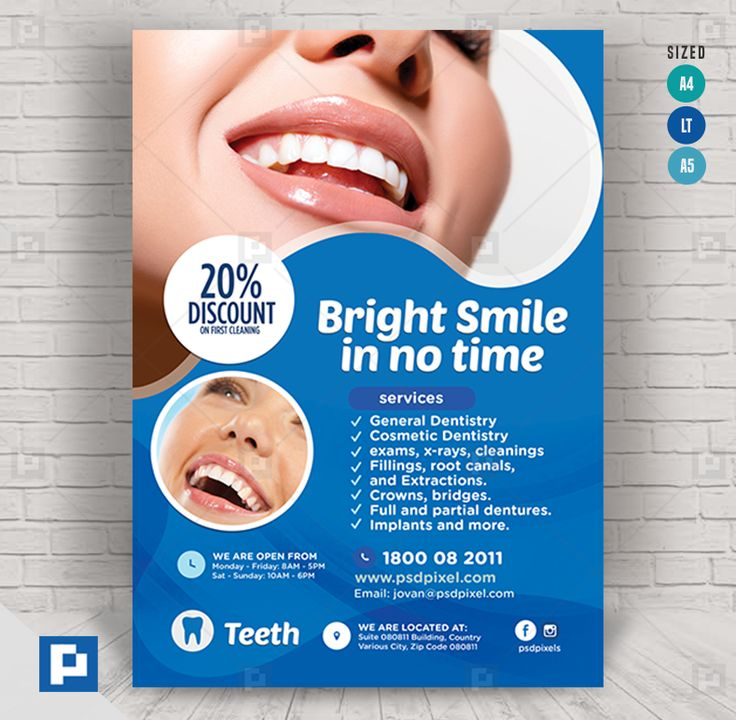 SIZED
A4
LT
A5
20%
DISCOUNT
ON FIRST CLEANING
Bright Smile
in no time
services
General Dentistry
Cosmetic Dentistry
exams, x-rays, cleanings
Fillings, root canals,
and Extractions.
Crowns, bridges.
Full and partial dentures.
Implants and more.
WE ARE OPEN FROM
Monday - Friday: 8AM - 5PM
Sat - Sunday: 10AM - 6PM
1800 08 2011
www.psdpixel.com
Email: jovan@psdpixel.com
Teeth
WE ARE LOCATED AT:
Suite 080811 Building, Country
Various City, Zip Code 080811
psdpixels